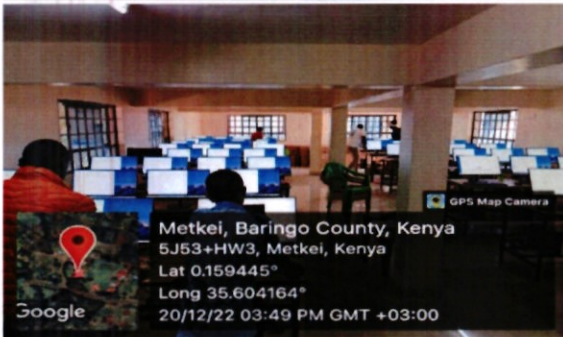 GPS Map Camera
Metkei, Baringo County, Kenya
5J53+HW3, Metkei, Kenya
Lat 0.159445°
Long 35.604164°
20/12/22 03:49 PM GMT +03:00
Google